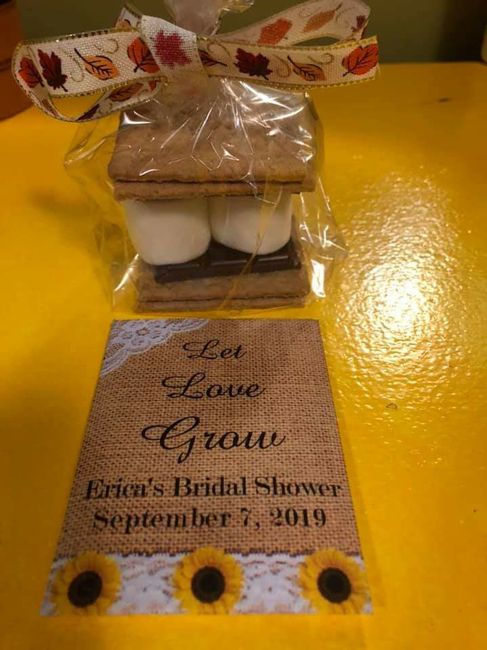 Let
Love
Grow
Erica's Bridal Shower
September 7, 2019